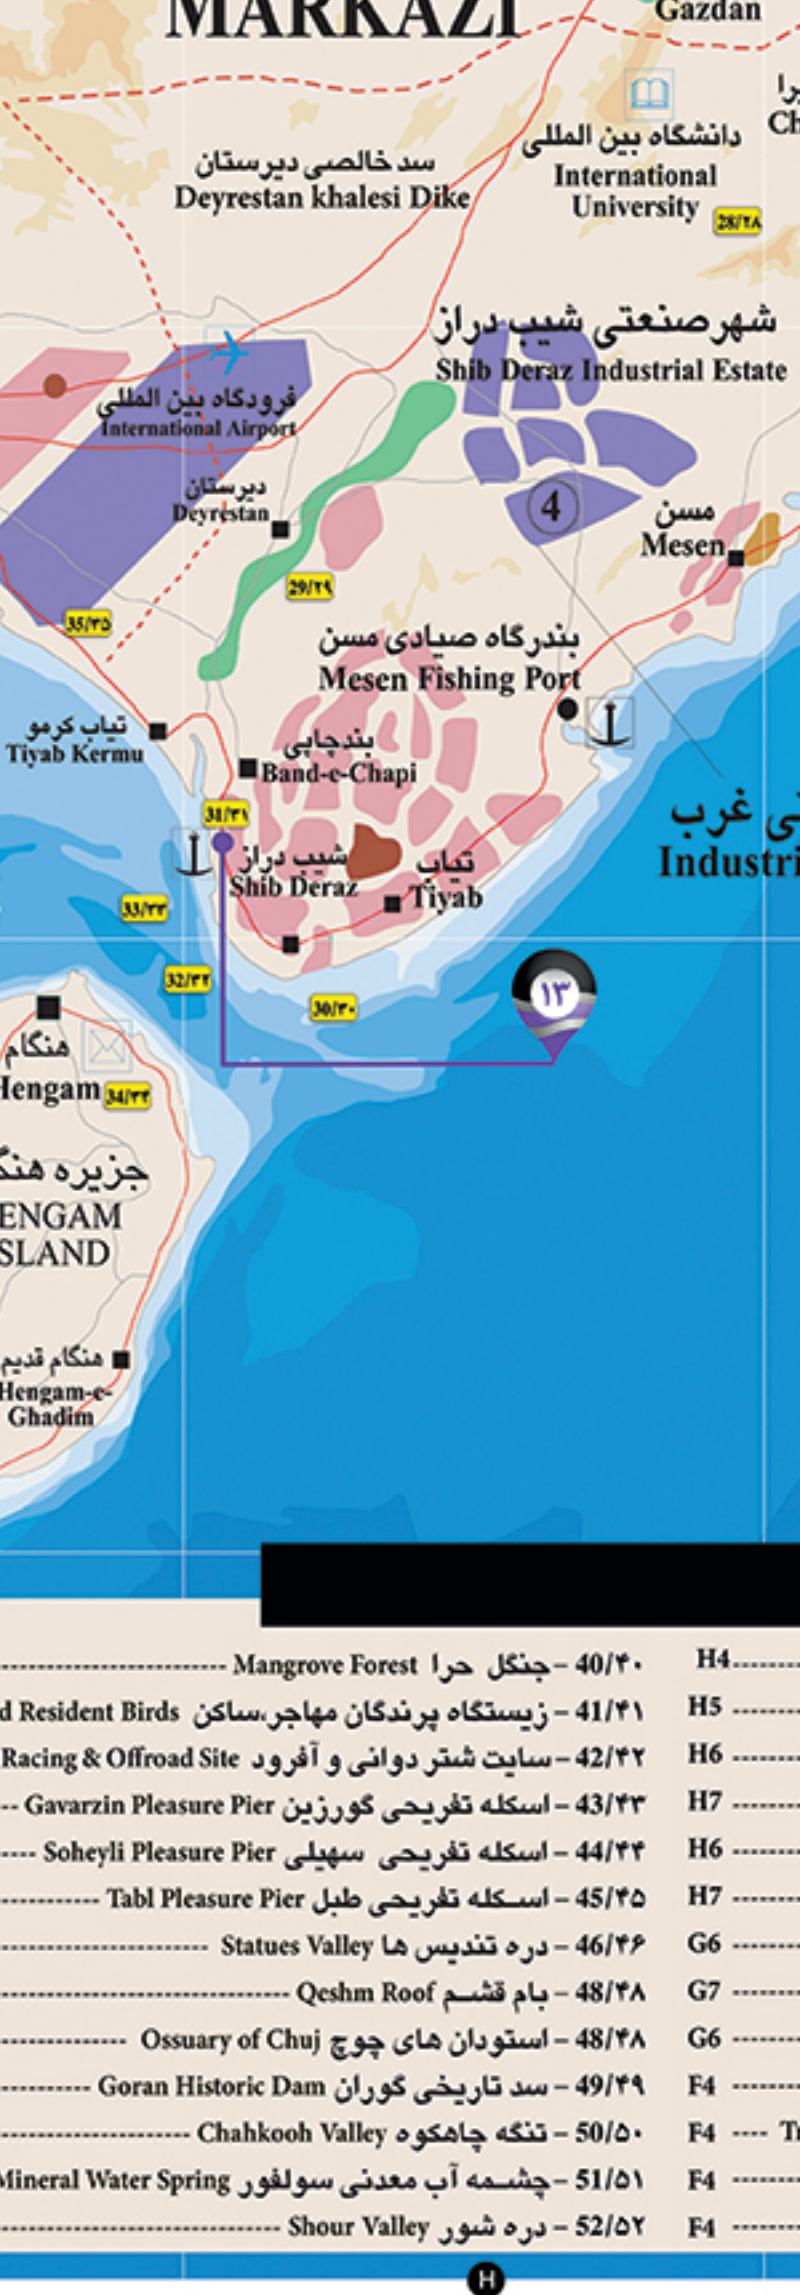 MARKAZI
Gazdan
دانشگاه بین المللی
International
University
28/۲۸
سد خالصی دیرستان
Deyrestan khalesi Dike
شهر صنعتی شیب دراز
Shib Deraz Industrial Estate
فرودگاه بین المللی
International Airport
دیرستان
Deyrestan
4
مسن
Mesen
29/۲۹
35/۳۵
بندرگاه صیادی مسن
Mesen Fishing Port
تیاب کرمو
Tiyab Kermu
بندچابی
Band-e-Chapi
31/۳۱
غرب
شیب دراز
Shib Deraz
تیاب
Tiyab
33/۳۳
32/۳۲
30/۳۰
۱۳
هنگام
Hengam
34/۳۴
جزیره
ENGAM
SLAND
هنگام قدیم
Hengam-e-
Ghadim
40/۴۰ – جنگل حرا Mangrove Forest
H4
41/۴۱ – زیستگاه پرندگان مهاجر،ساکن Resident Birds
H5
42/۴۲ – سایت شتر دوانی و آفرود Racing & Offroad Site
H6
43/۴۳ – اسکله تفریحی گورزین Gavarzin Pleasure Pier
H7
44/۴۴ – اسکله تفریحی سهیلی Soheyli Pleasure Pier
H6
45/۴۵ – اسکله تفریحی طبل Tabl Pleasure Pier
H7
46/۴۶ – دره تندیس ها Statues Valley
G6
48/۴۸ – بام قشم Qeshm Roof
G7
48/۴۸ – استودان های چوچ Ossuary of Chuj
G6
49/۴۹ – سد تاریخی گوران Goran Historic Dam
F4
50/۵۰ – تنگه چاهکوه Chahkooh Valley
F4
51/۵۱ – چشمه آب معدنی سولفور Mineral Water Spring
F4
52/۵۲ – دره شور Shour Valley
F4
H